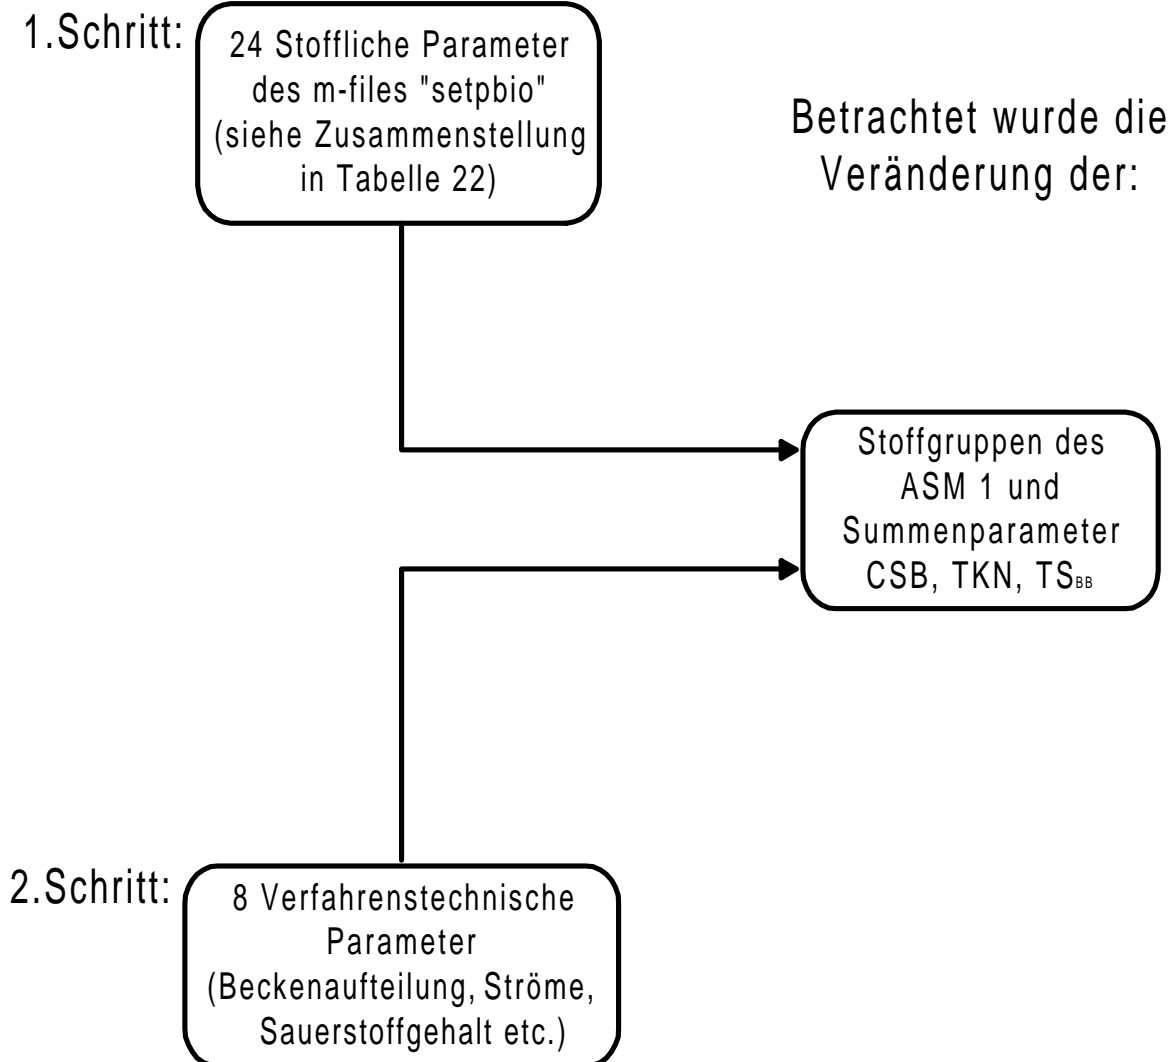 1.Schritt:
24 Stoffliche Parameter
des m-files "setpbio"
(siehe Zusammenstellung
in Tabelle 22)
Betrachtet wurde die
Veränderung der:
Stoffgruppen des
ASM 1 und
Summenparameter
CSB, TKN, TSBB
2.Schritt:
8 Verfahrenstechnische
Parameter
(Beckenaufteilung, Ströme,
Sauerstoffgehalt etc.)